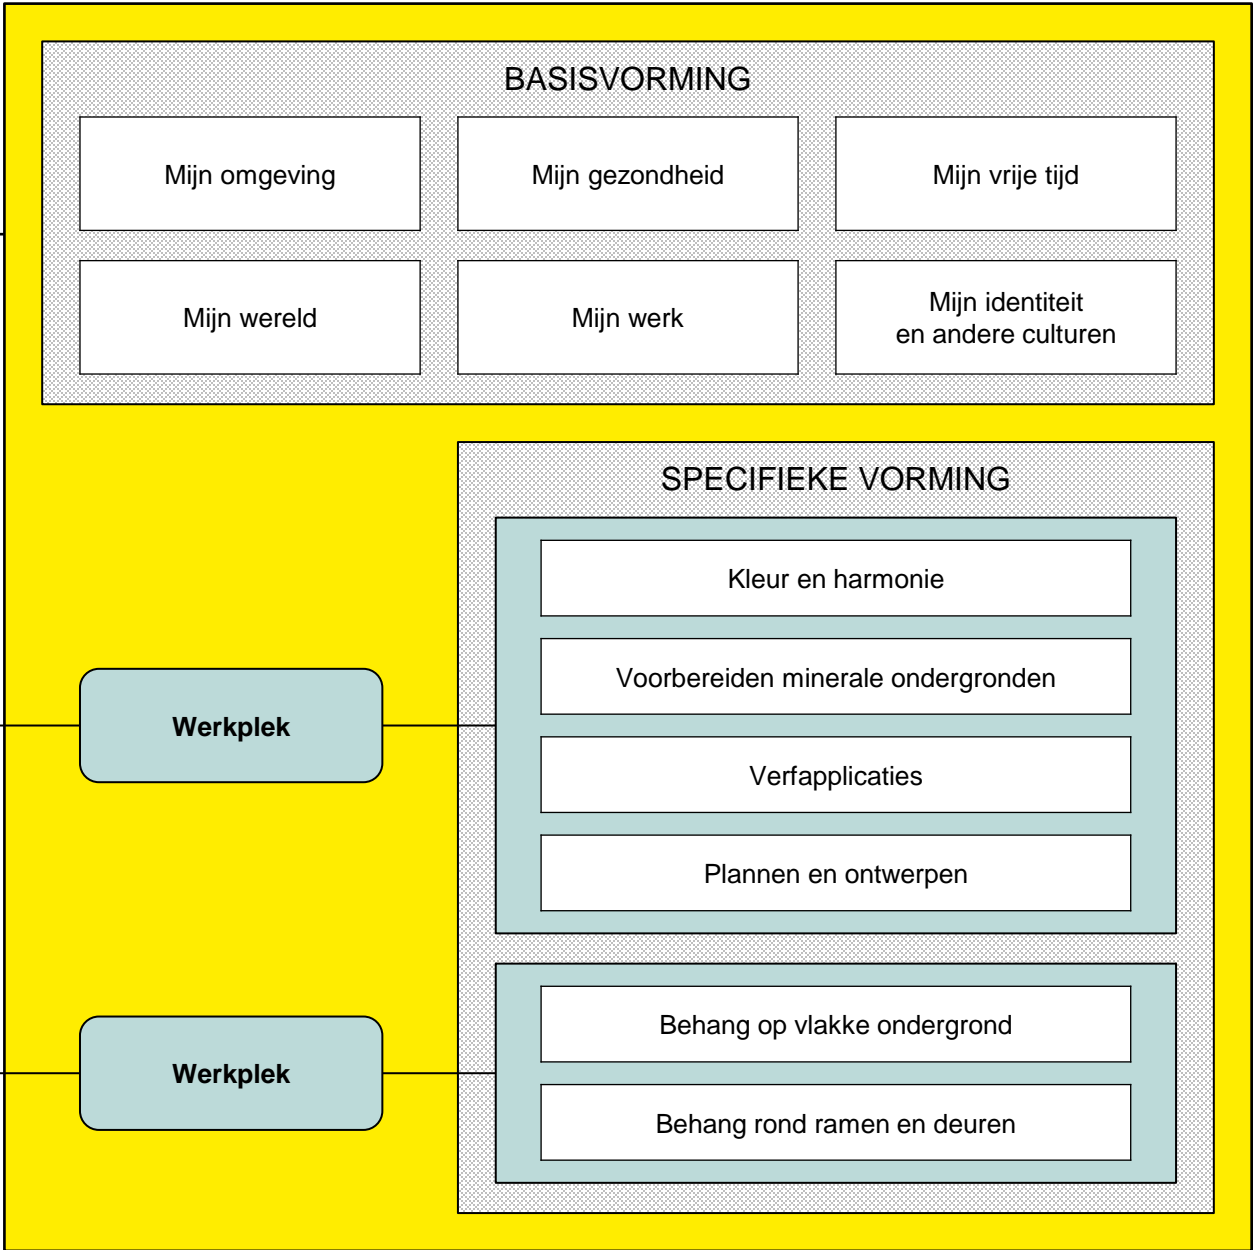 BASISVORMING
Mijn omgeving
Mijn gezondheid
Mijn vrije tijd
Mijn wereld
Mijn werk
Mijn identiteit
en andere culturen
SPECIFIEKE VORMING
Kleur en harmonie
Voorbereiden minerale ondergronden
Werkplek
Verfapplicaties
Plannen en ontwerpen
Behang op vlakke ondergrond
Werkplek
Behang rond ramen en deuren